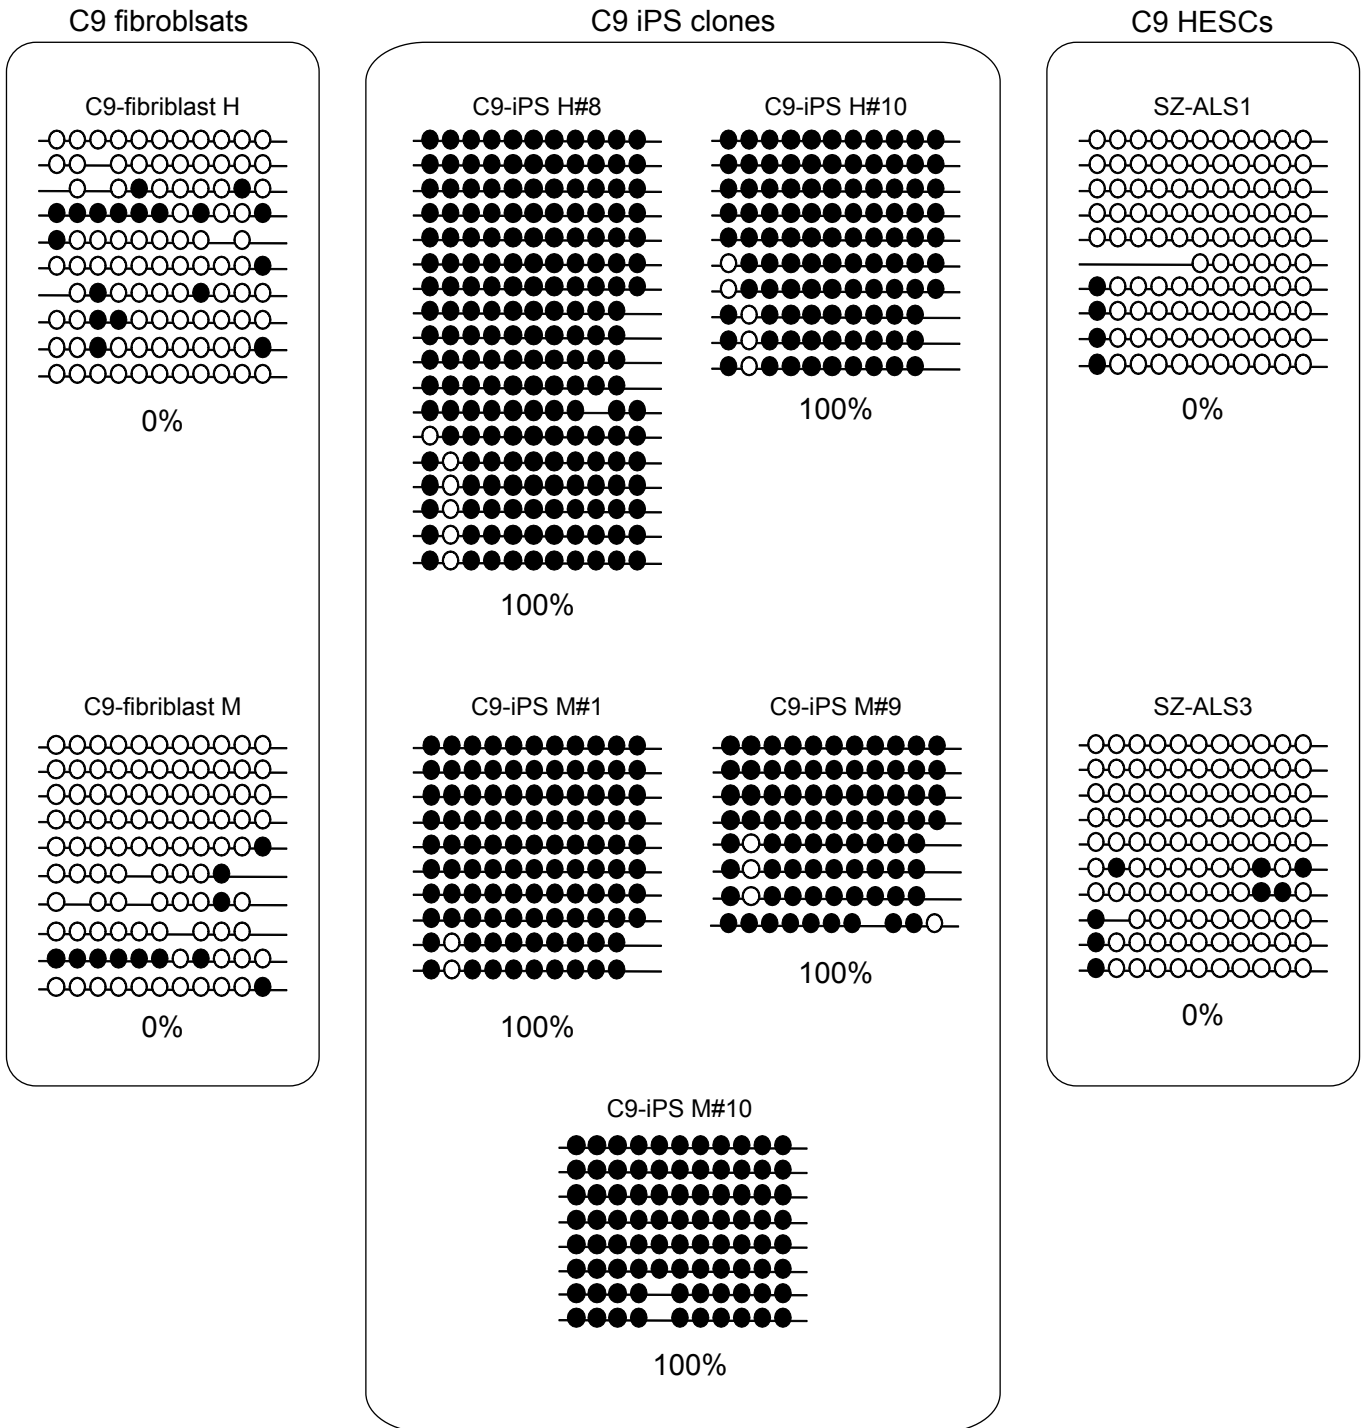 C9 fibroblsats
C9 iPS clones
C9 HESCs
C9-fibriblast H
C9-iPS H#8
C9-iPS H#10
SZ-ALS1
0%
100%
100%
0%
C9-fibriblast M
C9-iPS M#1
C9-iPS M#9
SZ-ALS3
0%
100%
100%
0%
C9-iPS M#10
100%